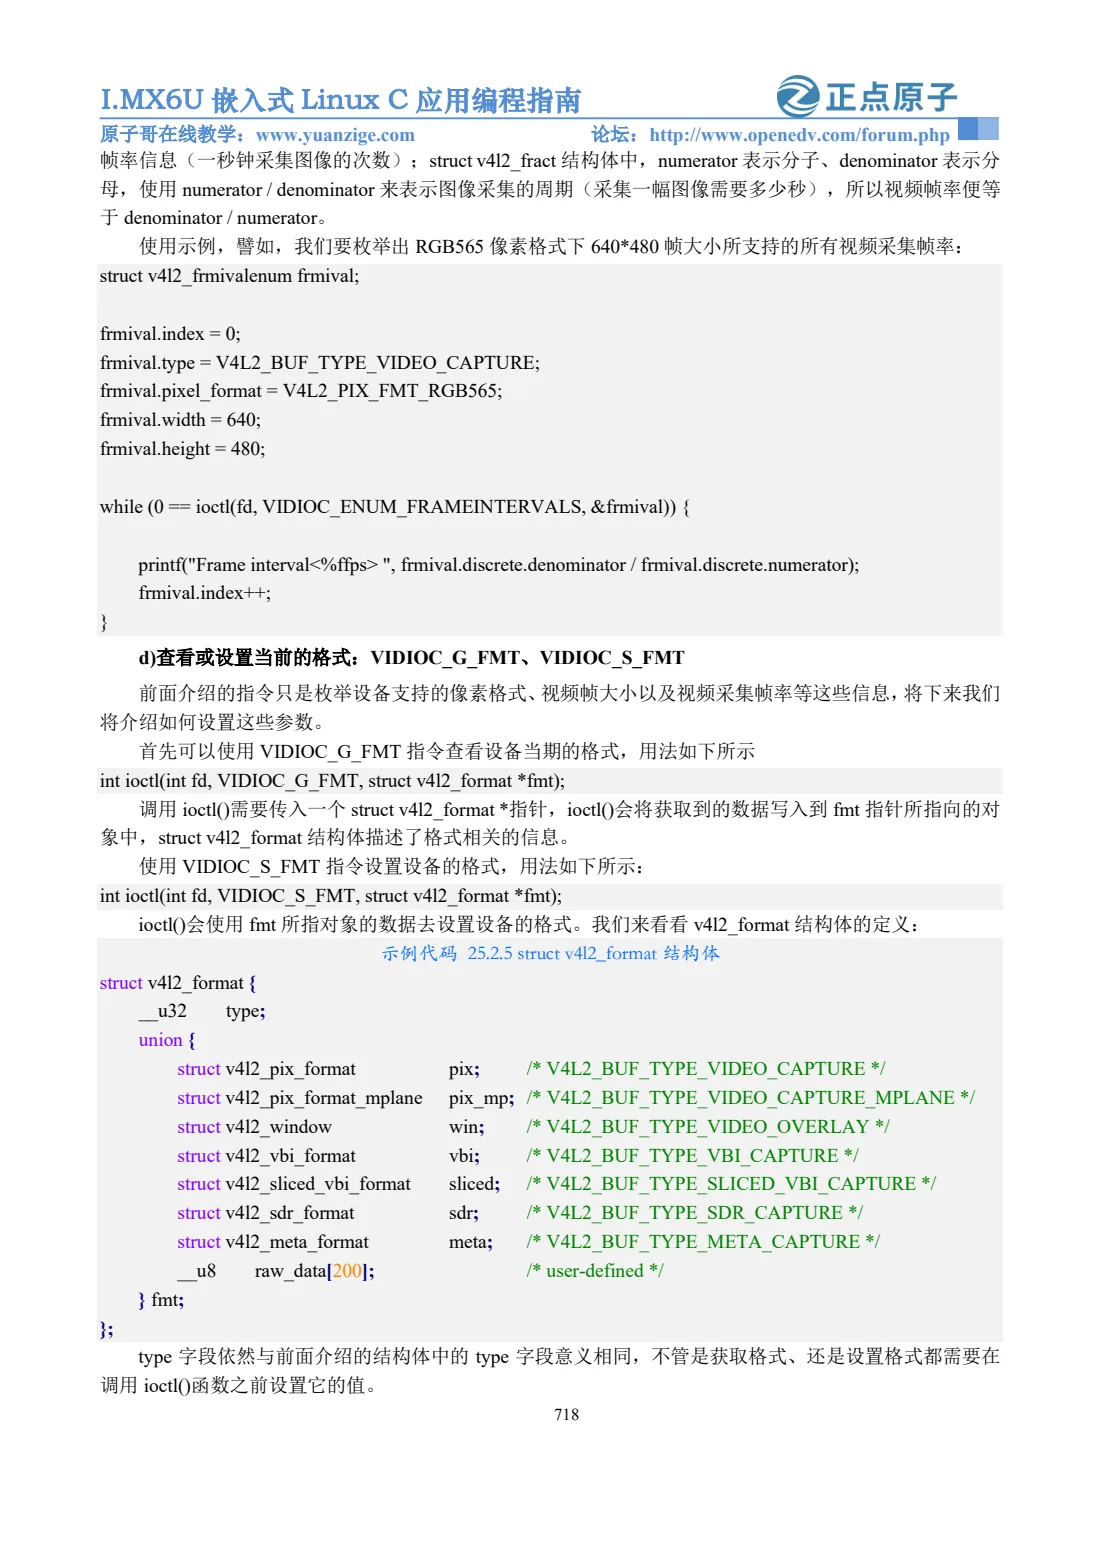 I.MX6U 嵌入式 Linux C 应用编程指南
正点原子
原子哥在线教学：www.yuanzige.com 论坛：http://www.openedv.com/forum.php
帧率信息（一秒钟采集图像的次数）；struct v4l2_fract 结构体中，numerator 表示分子、denominator 表示分
母，使用 numerator / denominator 来表示图像采集的周期（采集一幅图像需要多少秒），所以视频帧率便等
于 denominator / numerator。
使用示例，譬如，我们要枚举出 RGB565 像素格式下 640*480 帧大小所支持的所有视频采集帧率：
struct v4l2_frmivalenum frmival;
frmival.index = 0;
frmival.type = V4L2_BUF_TYPE_VIDEO_CAPTURE;
frmival.pixel_format = V4L2_PIX_FMT_RGB565;
frmival.width = 640;
frmival.height = 480;
while (0 == ioctl(fd, VIDIOC_ENUM_FRAMEINTERVALS, &frmival)) {
printf("Frame interval<%ffps> ", frmival.discrete.denominator / frmival.discrete.numerator);
frmival.index++;
}
d)查看或设置当前的格式：VIDIOC_G_FMT、VIDIOC_S_FMT
前面介绍的指令只是枚举设备支持的像素格式、视频帧大小以及视频采集帧率等这些信息，将下来我们
将介绍如何设置这些参数。
首先可以使用 VIDIOC_G_FMT 指令查看设备当期的格式，用法如下所示
int ioctl(int fd, VIDIOC_G_FMT, struct v4l2_format *fmt);
调用 ioctl()需要传入一个 struct v4l2_format *指针，ioctl()会将获取到的数据写入到 fmt 指针所指向的对
象中，struct v4l2_format 结构体描述了格式相关的信息。
使用 VIDIOC_S_FMT 指令设置设备的格式，用法如下所示：
int ioctl(int fd, VIDIOC_S_FMT, struct v4l2_format *fmt);
ioctl()会使用 fmt 所指对象的数据去设置设备的格式。我们来看看 v4l2_format 结构体的定义：
示例代码 25.2.5 struct v4l2_format 结构体
struct v4l2_format {
__u32 type;
union {
struct v4l2_pix_format pix; /* V4L2_BUF_TYPE_VIDEO_CAPTURE */
struct v4l2_pix_format_mplane pix_mp; /* V4L2_BUF_TYPE_VIDEO_CAPTURE_MPLANE */
struct v4l2_window win; /* V4L2_BUF_TYPE_VIDEO_OVERLAY */
struct v4l2_vbi_format vbi; /* V4L2_BUF_TYPE_VBI_CAPTURE */
struct v4l2_sliced_vbi_format sliced; /* V4L2_BUF_TYPE_SLICED_VBI_CAPTURE */
struct v4l2_sdr_format sdr; /* V4L2_BUF_TYPE_SDR_CAPTURE */
struct v4l2_meta_format meta; /* V4L2_BUF_TYPE_META_CAPTURE */
__u8 raw_data[200]; /* user-defined */
} fmt;
};
type 字段依然与前面介绍的结构体中的 type 字段意义相同，不管是获取格式、还是设置格式都需要在
调用 ioctl()函数之前设置它的值。
718